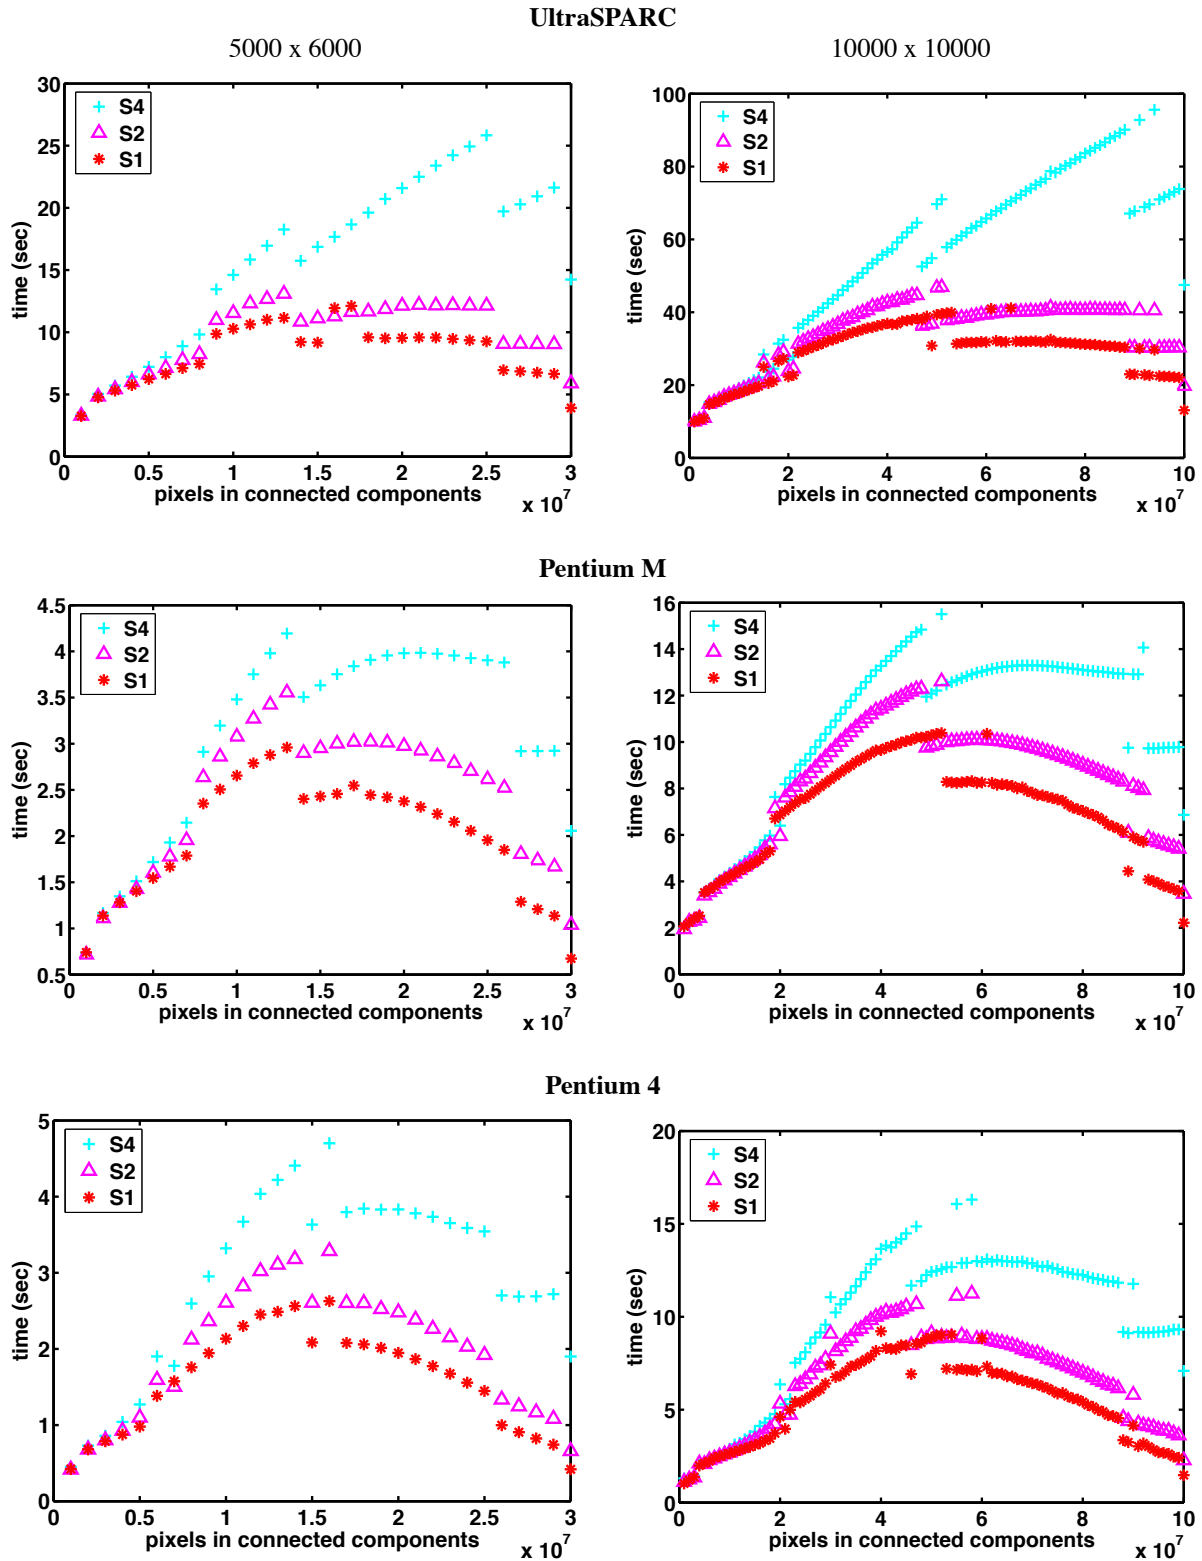 UltraSPARC
5000 x 6000
10000 x 10000
30
25
20
15
10
5
0
time (sec)
S4
S2
S1
0
0.5
1
1.5
2
2.5
3
pixels in connected components
x 10^7
100
80
60
40
20
0
time (sec)
S4
S2
S1
0
2
4
6
8
10
pixels in connected components
x 10^7
Pentium M
4.5
4
3.5
3
2.5
2
1.5
1
0.5
time (sec)
S4
S2
S1
0
0.5
1
1.5
2
2.5
3
pixels in connected components
x 10^7
16
14
12
10
8
6
4
2
0
time (sec)
S4
S2
S1
0
2
4
6
8
10
pixels in connected components
x 10^7
Pentium 4
5
4
3
2
1
0
time (sec)
S4
S2
S1
0
0.5
1
1.5
2
2.5
3
pixels in connected components
x 10^7
20
15
10
5
0
time (sec)
S4
S2
S1
0
2
4
6
8
10
pixels in connected components
x 10^7